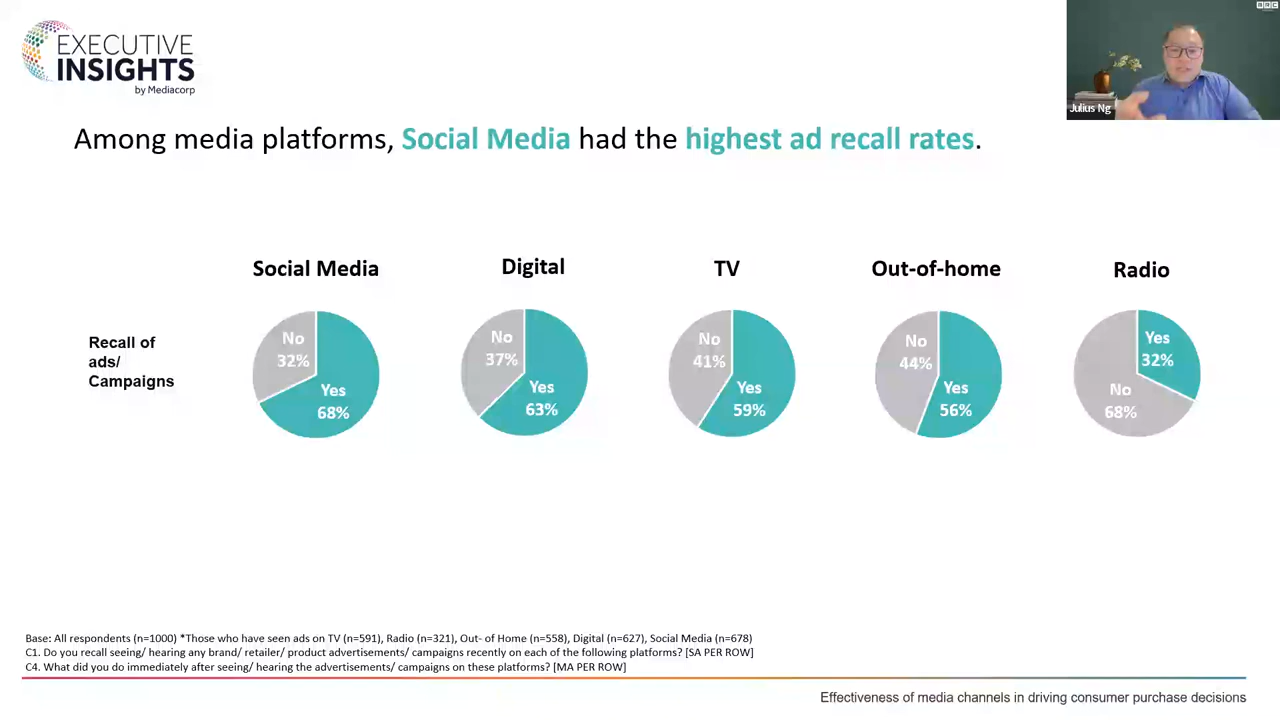 EXECUTIVE
INSIGHTS
by Mediacorp
BBC
Julius Ng
Among media platforms, Social Media had the highest ad recall rates.
Social Media
Digital
TV
Out-of-home
Radio
Recall of
ads/
Campaigns
No
32%
Yes
68%
No
37%
Yes
63%
No
41%
Yes
59%
No
44%
Yes
56%
Yes
32%
No
68%
Base: All respondents (n=1000) *Those who have seen ads on TV (n=591), Radio (n=321), Out- of Home (n=558), Digital (n=627), Social Media (n=678)
C1. Do you recall seeing/ hearing any brand/ retailer/ product advertisements/ campaigns recently on each of the following platforms? [SA PER ROW]
C4. What did you do immediately after seeing/ hearing the advertisements/ campaigns on these platforms? [MA PER ROW]
Effectiveness of media channels in driving consumer purchase decisions